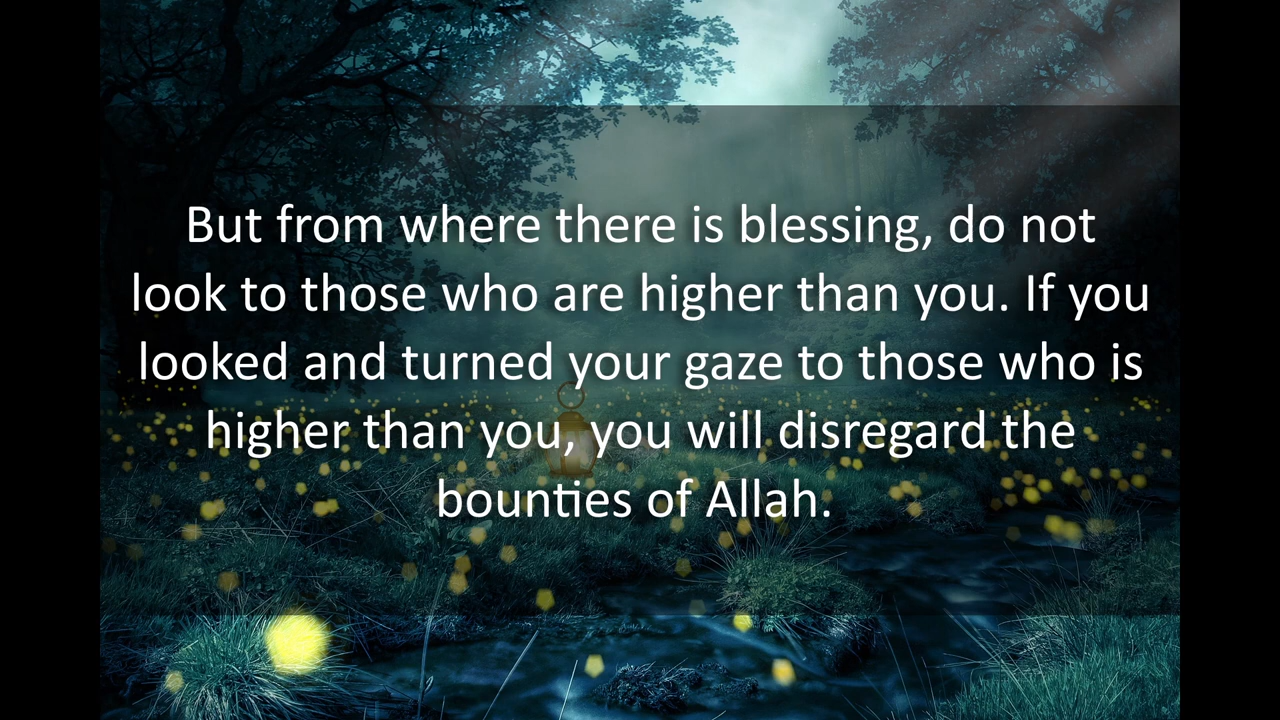 But from where there is blessing, do not
look to those who are higher than you. If you
looked and turned your gaze to those who is
higher than you, you will disregard the
bounties of Allah.